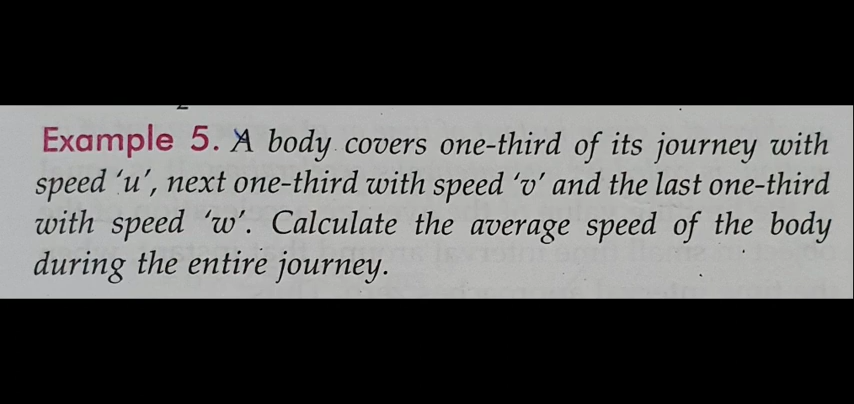 Example 5. A body covers one-third of its journey with
speed ‘u’, next one-third with speed ‘v’ and the last one-third
with speed ‘w’. Calculate the average speed of the body
during the entire journey.